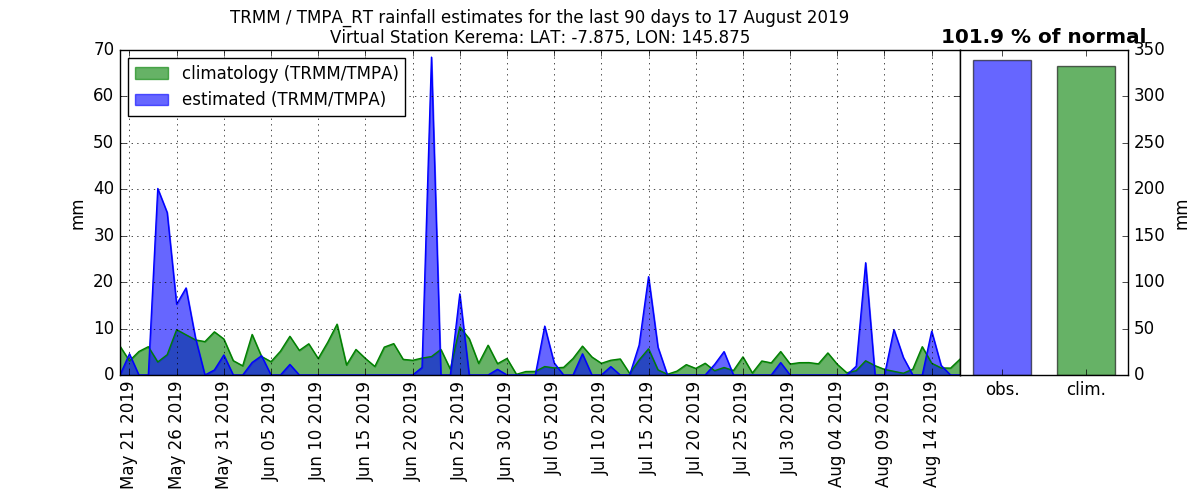 TRMM / TMPA_RT rainfall estimates for the last 90 days to 17 August 2019
Virtual Station Kerema: LAT: -7.875, LON: 145.875
101.9 % of normal
climatology (TRMM/TMPA)
estimated (TRMM/TMPA)
70
60
50
40
30
20
10
0
mm
May 21 2019
May 26 2019
May 31 2019
Jun 05 2019
Jun 10 2019
Jun 15 2019
Jun 20 2019
Jun 25 2019
Jun 30 2019
Jul 05 2019
Jul 10 2019
Jul 15 2019
Jul 20 2019
Jul 25 2019
Jul 30 2019
Aug 04 2019
Aug 09 2019
Aug 14 2019
350
300
250
200
150
100
50
0
mm
obs.
clim.